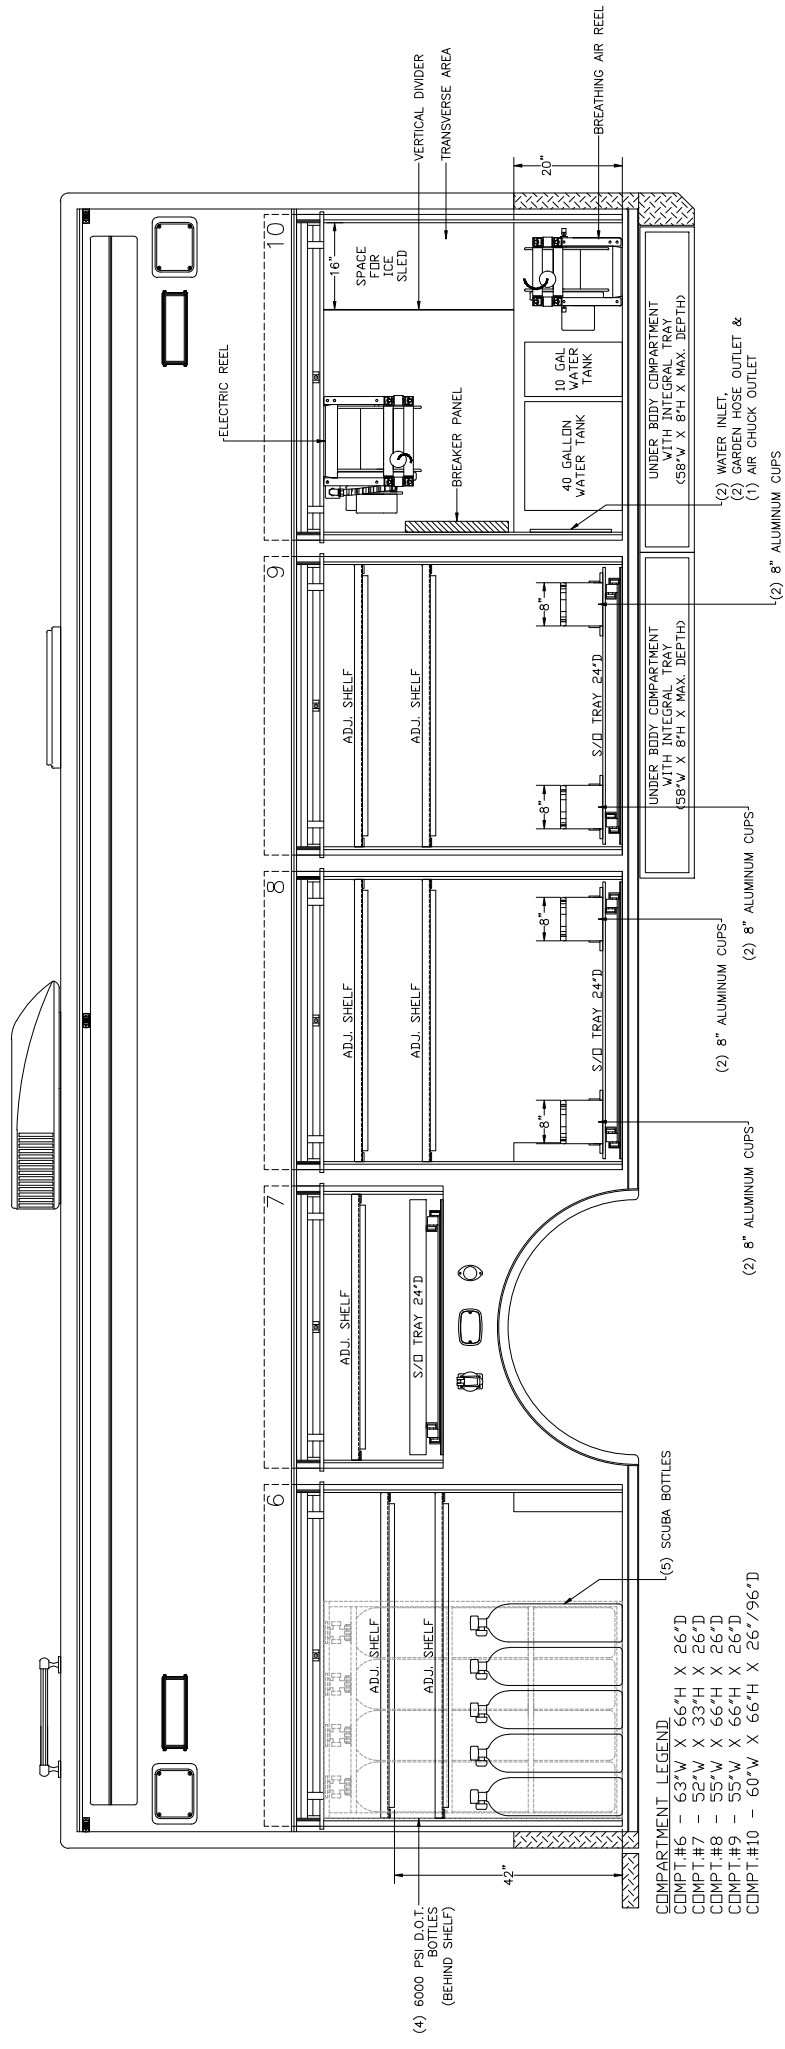 6
7
8
9
10
ELECTRIC REEL
BREAKER PANEL
16"
SPACE
FOR
ICE
SLED
VERTICAL DIVIDER
TRANSVERSE AREA
20"
BREATHING AIR REEL
10 GAL
WATER
TANK
40 GALLON
WATER TANK
(2) WATER INLET,
(2) GARDEN HOSE OUTLET &
(1) AIR CHUCK OUTLET
UNDER BODY COMPARTMENT
WITH INTEGRAL TRAY
(58"W X 8"H X MAX. DEPTH)
UNDER BODY COMPARTMENT
WITH INTEGRAL TRAY
(58"W X 8"H X MAX. DEPTH)
ADJ. SHELF
ADJ. SHELF
8"
8"
S/O TRAY 24"D
(2) 8" ALUMINUM CUPS
(2) 8" ALUMINUM CUPS
ADJ. SHELF
ADJ. SHELF
8"
8"
S/O TRAY 24"D
(2) 8" ALUMINUM CUPS
(2) 8" ALUMINUM CUPS
ADJ. SHELF
S/O TRAY 24"D
ADJ. SHELF
ADJ. SHELF
(5) SCUBA BOTTLES
42"
(4) 6000 PSI D.O.T.
BOTTLES
(BEHIND SHELF)
COMPARTMENT LEGEND
COMPT.#6 - 63"W X 66"H X 26"D
COMPT.#7 - 52"W X 33"H X 26"D
COMPT.#8 - 55"W X 66"H X 26"D
COMPT.#9 - 55"W X 66"H X 26"D
COMPT.#10 - 60"W X 66"H X 26"/96"D